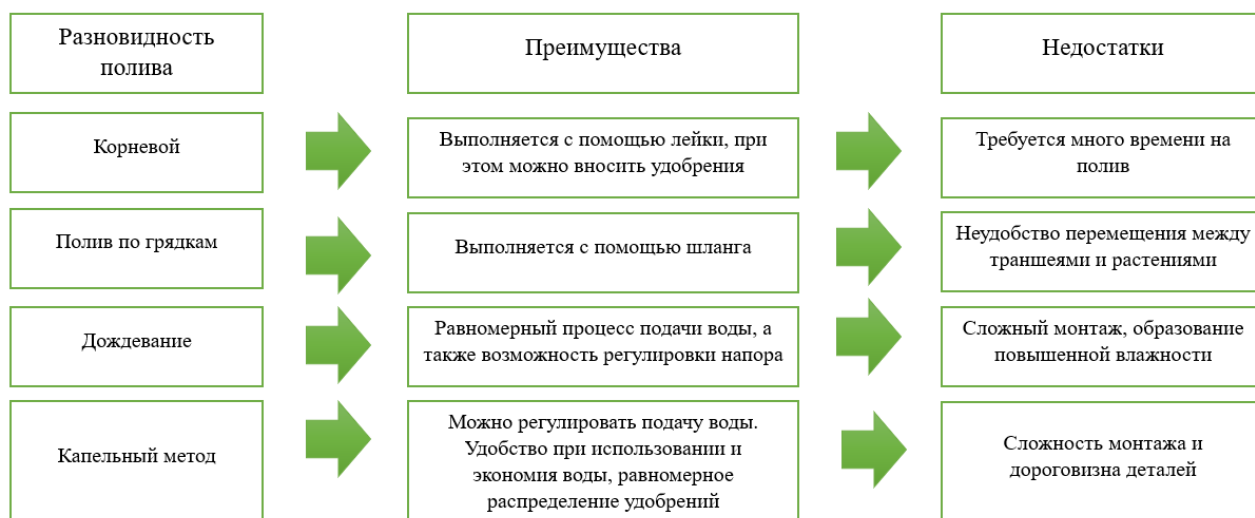 Разновидность
полива
Преимущества
Недостатки
Корневой
Выполняется с помощью лейки, при
этом можно вносить удобрения
Требуется много времени на
полив
Полив по грядкам
Выполняется с помощью шланга
Неудобство перемещения между
траншеями и растениями
Дождевание
Равномерный процесс подачи воды, а
также возможность регулировки напора
Сложный монтаж, образование
повышенной влажности
Капельный метод
Можно регулировать подачу воды.
Удобство при использовании и
экономия воды, равномерное
распределение удобрений
Сложность монтажа и
дороговизна деталей